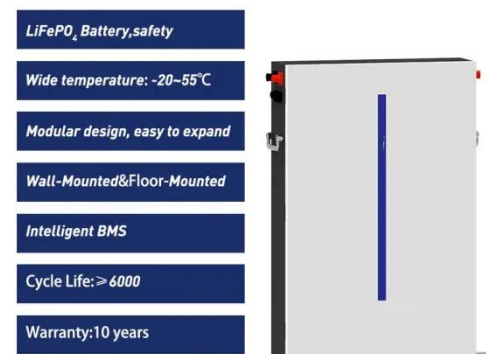 LiFePO₄ Battery,safety
Wide temperature: -20~55℃
Modular design, easy to expand
Wall-Mounted&Floor-Mounted
Intelligent BMS
Cycle Life:≥6000
Warranty:10 years